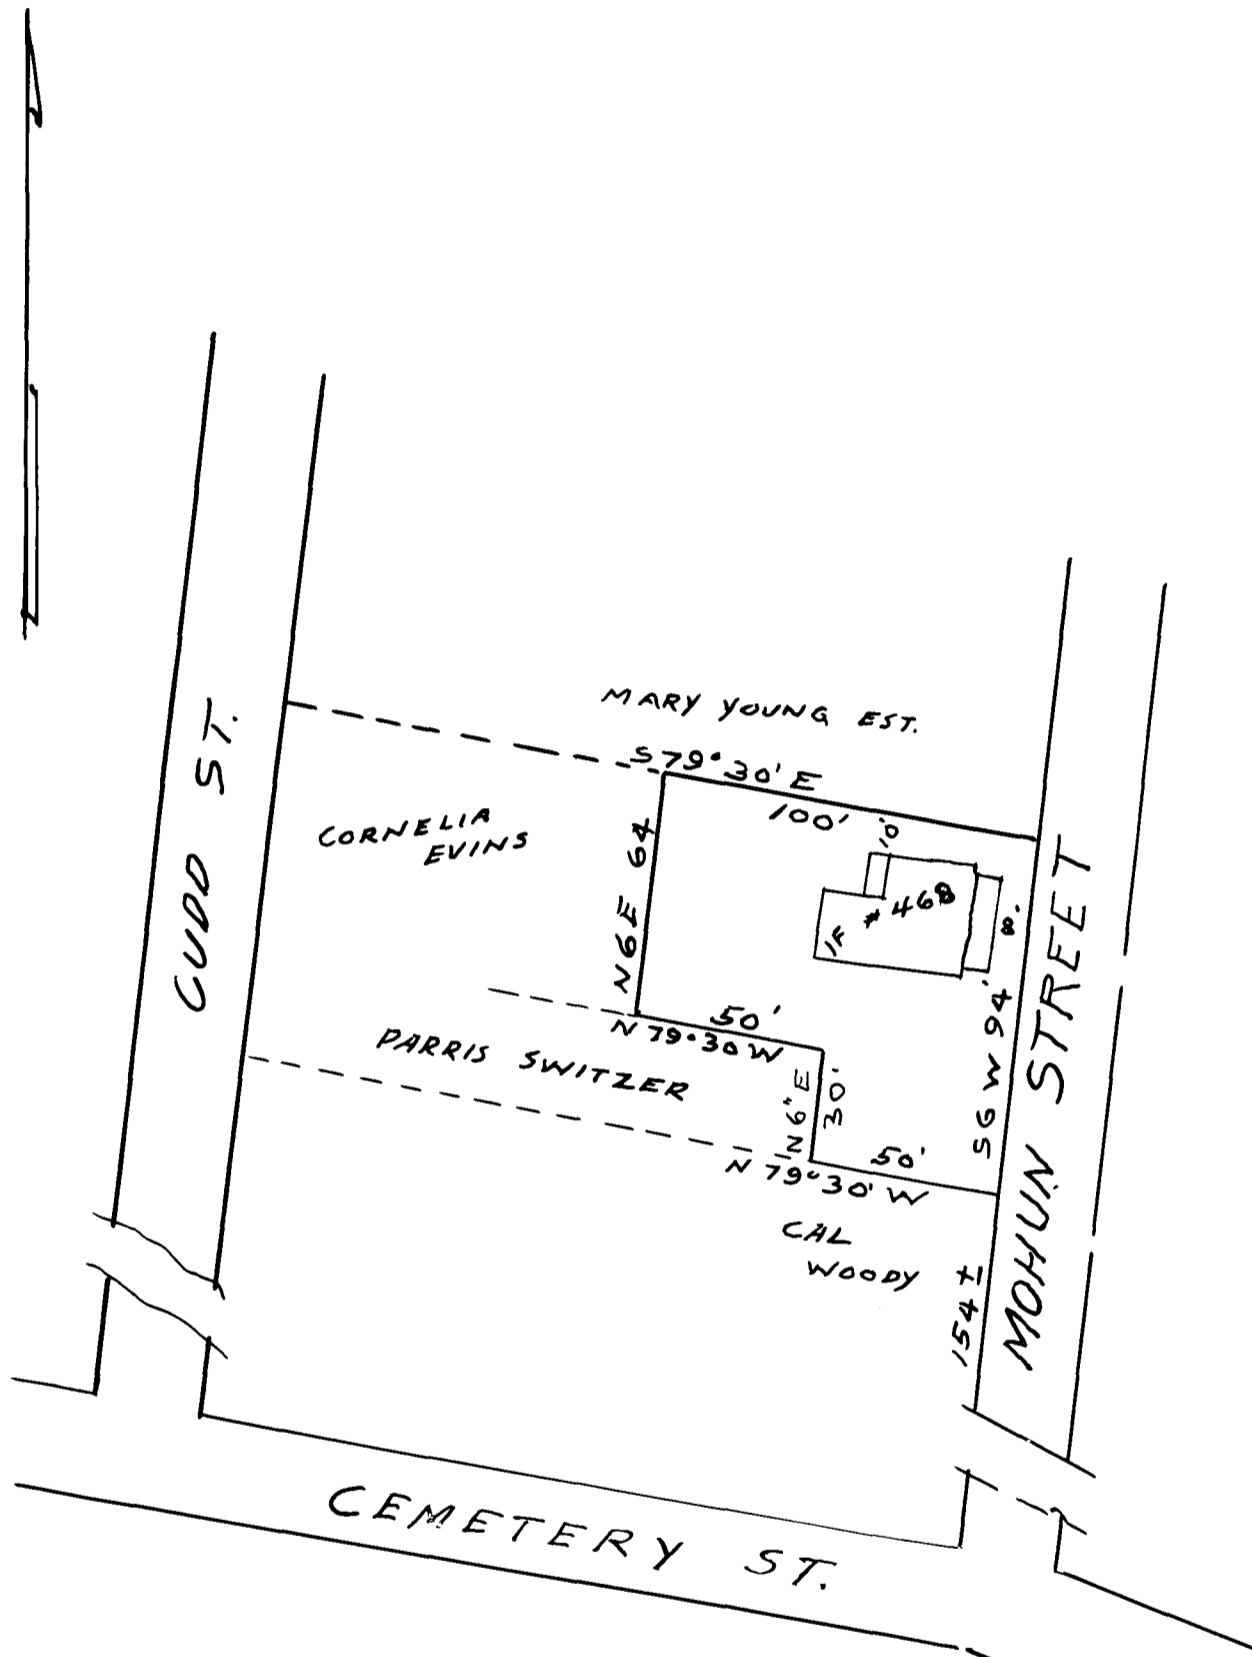 MARY YOUNG EST.
S 79° 30' E
100'
CORNELIA
EVINS
N 6 E 64
10'
# 468
1F
8'
CUDD ST.
50'
N 79° 30 W
PARRIS SWITZER
N 6° E
30'
S 6 W 94'
MOHUN STREET
50'
N 79° 30' W
CAL
WOODY
154 ±
CEMETERY ST.